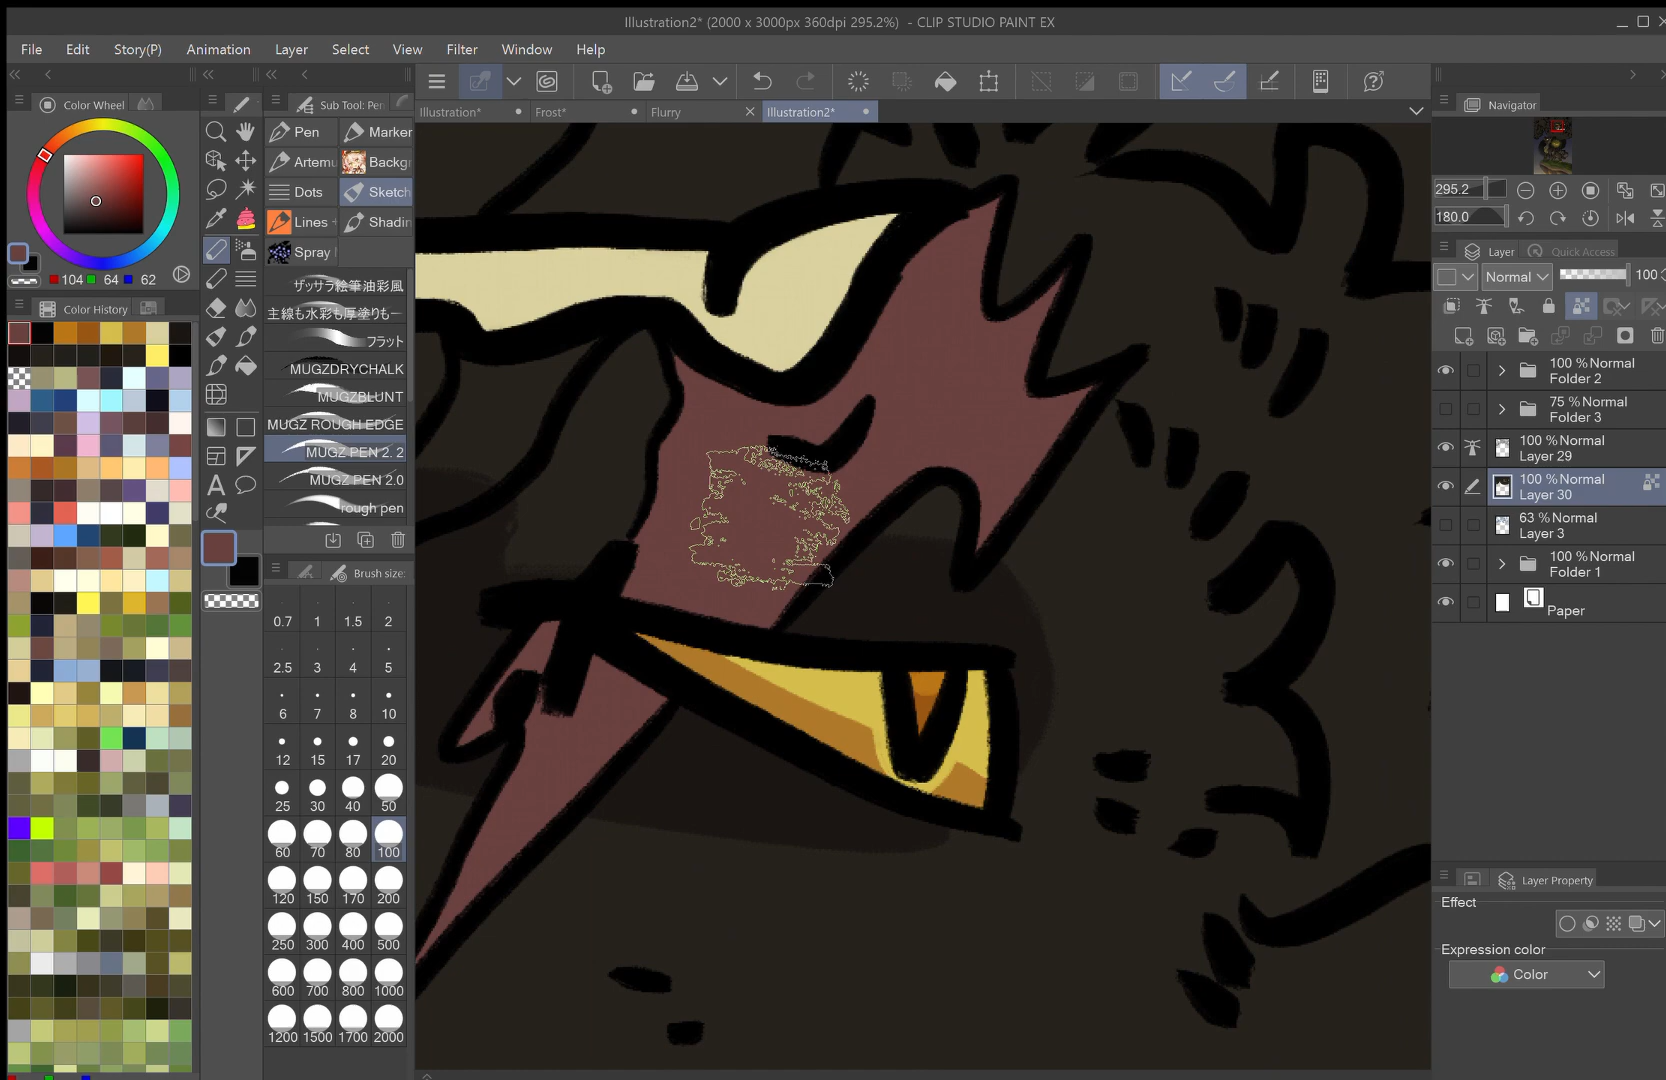 Illustration2* (2000 x 3000px 360dpi 295.2%) - CLIP STUDIO PAINT EX
File Edit Story(P) Animation Layer Select View Filter Window Help
Color Wheel
Sub Tool: Pen
Illustration* Frost* Flurry Illustration2*
Navigator
Pen Marker
Artemu Backgr
Dots Sketch
Lines + Shadin
Spray
295.2
180.0
Layer Quick Access
104 64 62
Color History
Normal 100
ザッサラ絵筆油彩風
主線も水彩も厚塗りもー
フラット
MUGZDRYCHALK
MUGZBLUNT
MUGZ ROUGH EDGE
MUGZ PEN 2. 2
MUGZ PEN 2.0
rough pen
100 %Normal
Folder 2
75 %Normal
Folder 3
100 %Normal
Layer 29
100 %Normal
Layer 30
63 %Normal
Layer 3
100 %Normal
Folder 1
Paper
Brush size
0.7 1 1.5 2
2.5 3 4 5
6 7 8 10
12 15 17 20
25 30 40 50
60 70 80 100
120 150 170 200
250 300 400 500
600 700 800 1000
1200 1500 1700 2000
Layer Property
Effect
Expression color
Color